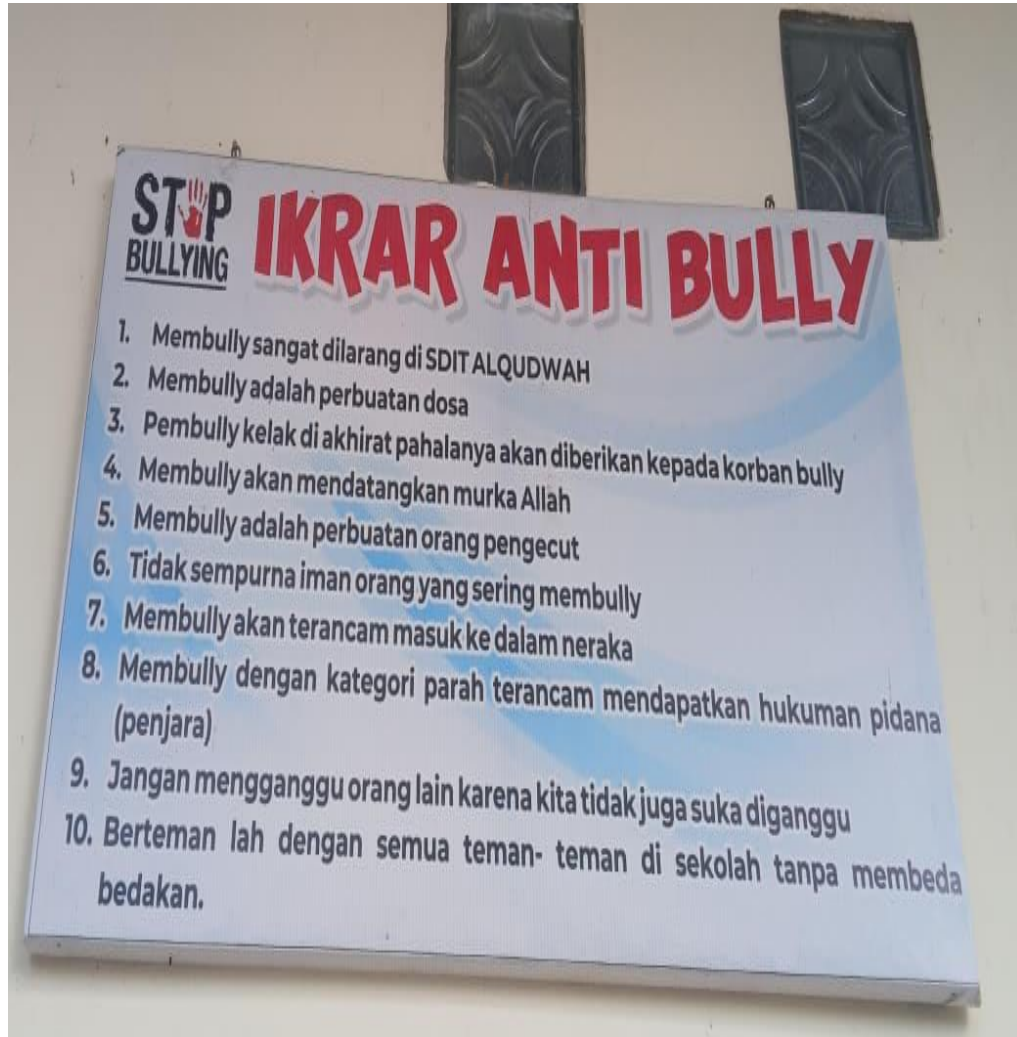 STOP
BULLYING
IKRAR ANTI BULLY
1. Membully sangat dilarang di SDIT ALQUDWAH
2. Membully adalah perbuatan dosa
3. Pembully kelak di akhirat pahalanya akan diberikan kepada korban bully
4. Membully akan mendatangkan murka Allah
5. Membully adalah perbuatan orang pengecut
6. Tidak sempurna iman orang yang sering membully
7. Membully akan terancam masuk ke dalam neraka
8. Membully dengan kategori parah terancam mendapatkan hukuman pidana
(penjara)
9. Jangan mengganggu orang lain karena kita tidak juga suka diganggu
10. Berteman lah dengan semua teman- teman di sekolah tanpa membeda
bedakan.